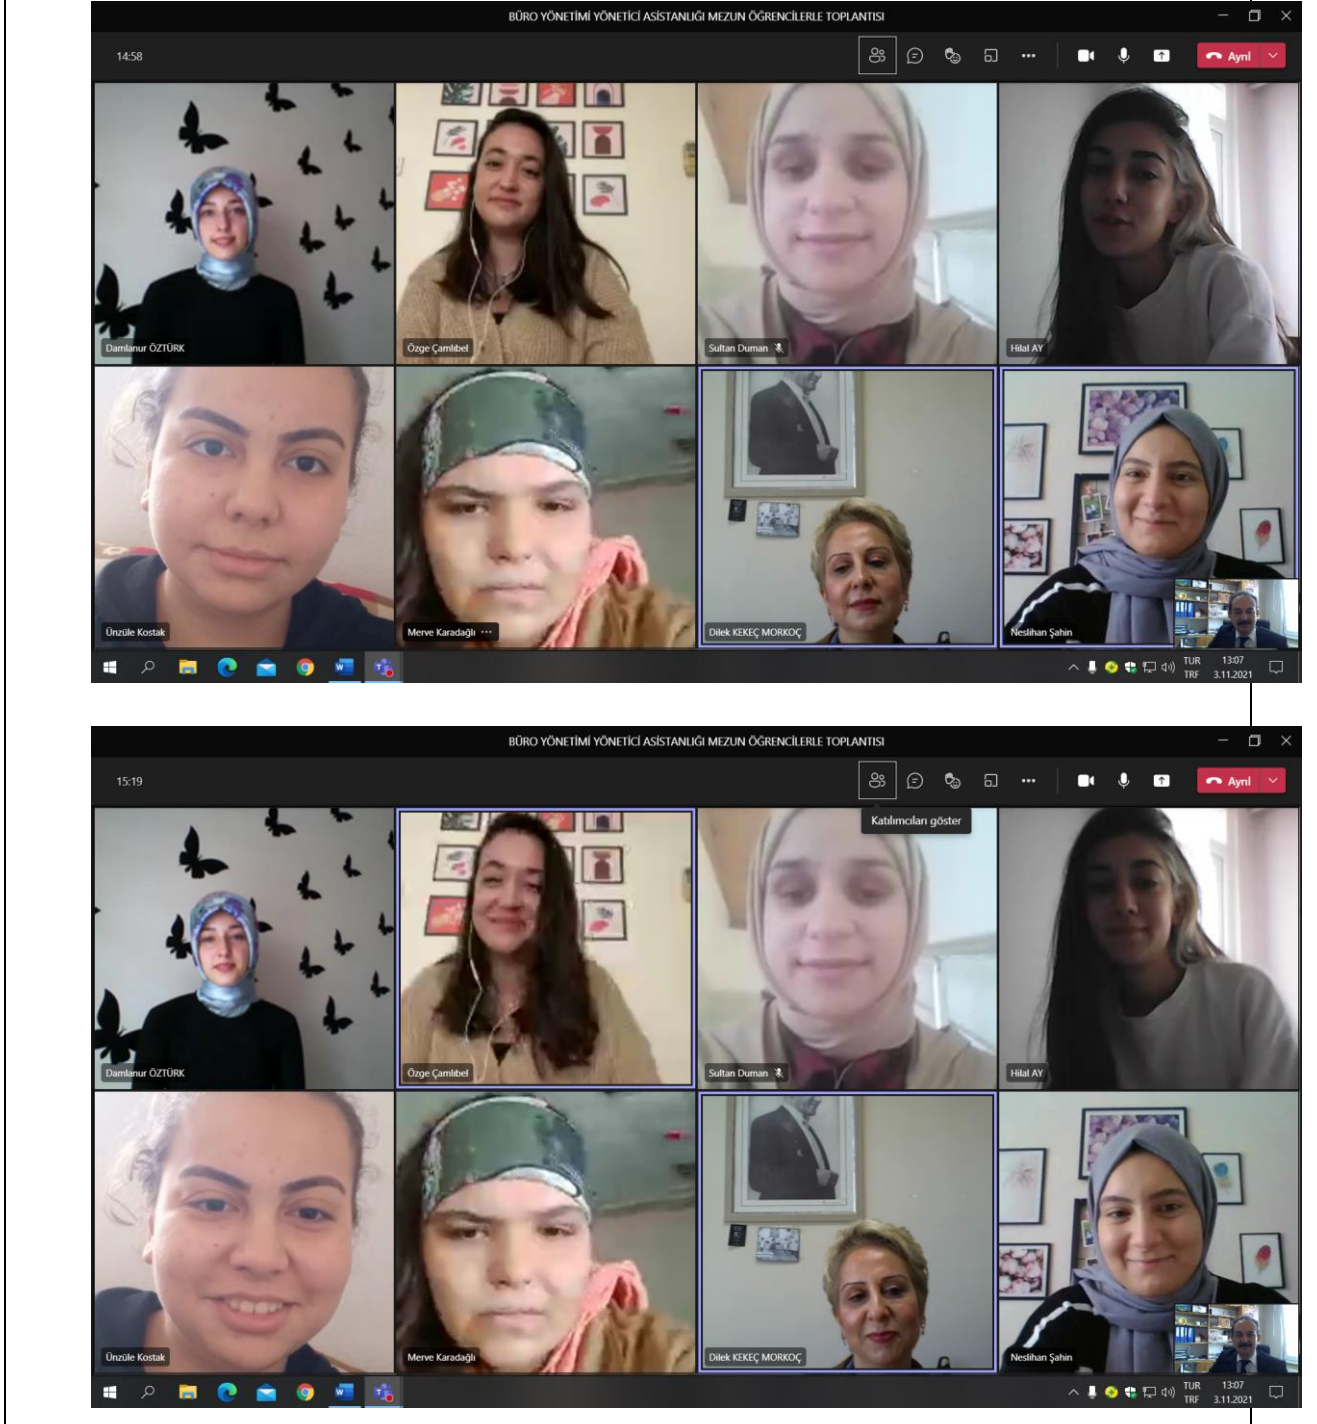 BÜRO YÖNETİMİ YÖNETİCİ ASİSTANLIĞI MEZUN ÖĞRENCİLERLE TOPLANTISI
14:58
Ayrıl
Damlanur ÖZTÜRK
Özge Çamlıbel
Sultan Duman
Hilal AY
Ünzüle Kostak
Merve Karadağlı
Dilek KEKEÇ MORKOÇ
Neslihan Şahin
TUR
TRF
13:07
3.11.2021
BÜRO YÖNETİMİ YÖNETİCİ ASİSTANLIĞI MEZUN ÖĞRENCİLERLE TOPLANTISI
15:19
Ayrıl
Katılımcıları göster
Damlanur ÖZTÜRK
Özge Çamlıbel
Sultan Duman
Hilal AY
Ünzüle Kostak
Merve Karadağlı
Dilek KEKEÇ MORKOÇ
Neslihan Şahin
TUR
TRF
13:07
3.11.2021